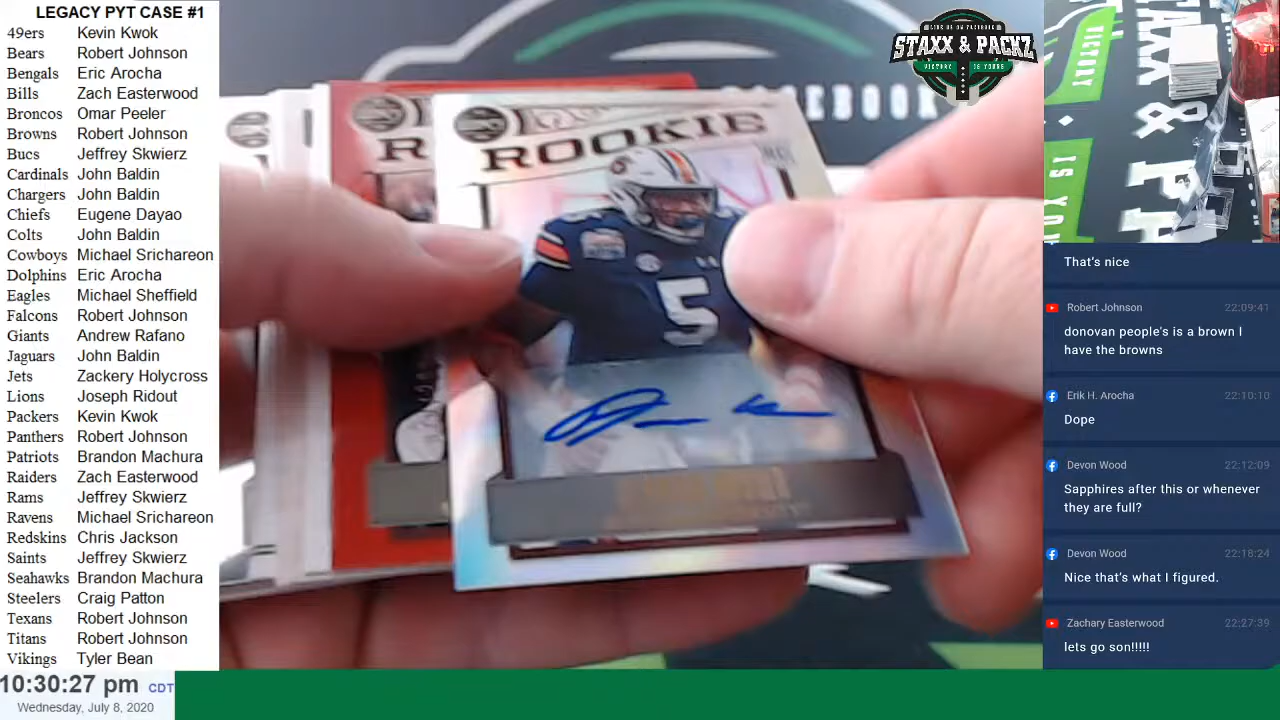 LEGACY PYT CASE #1
49ers Kevin Kwok
Bears Robert Johnson
Bengals Eric Arocha
Bills Zach Easterwood
Broncos Omar Peeler
Browns Robert Johnson
Bucs Jeffrey Skwierz
Cardinals John Baldin
Chargers John Baldin
Chiefs Eugene Dayao
Colts John Baldin
Cowboys Michael Srichareon
Dolphins Eric Arocha
Eagles Michael Sheffield
Falcons Robert Johnson
Giants Andrew Rafano
Jaguars John Baldin
Jets Zackery Holycross
Lions Joseph Ridout
Packers Kevin Kwok
Panthers Robert Johnson
Patriots Brandon Machura
Raiders Zach Easterwood
Rams Jeffrey Skwierz
Ravens Michael Srichareon
Redskins Chris Jackson
Saints Jeffrey Skwierz
Seahawks Brandon Machura
Steelers Craig Patton
Texans Robert Johnson
Titans Robert Johnson
Vikings Tyler Bean
10:30:27 pm CDT
Wednesday, July 8, 2020
ROOKIE
5
R
STAXX & PACKZ
VICTORY IS YOURS
VICTORY
IS YO
That's nice
Robert Johnson 22:09:41
donovan people's is a brown I
have the browns
Erik H. Arocha 22:10:10
Dope
Devon Wood 22:12:09
Sapphires after this or whenever
they are full?
Devon Wood 22:18:24
Nice that's what I figured.
Zachary Easterwood 22:27:39
lets go son!!!!!